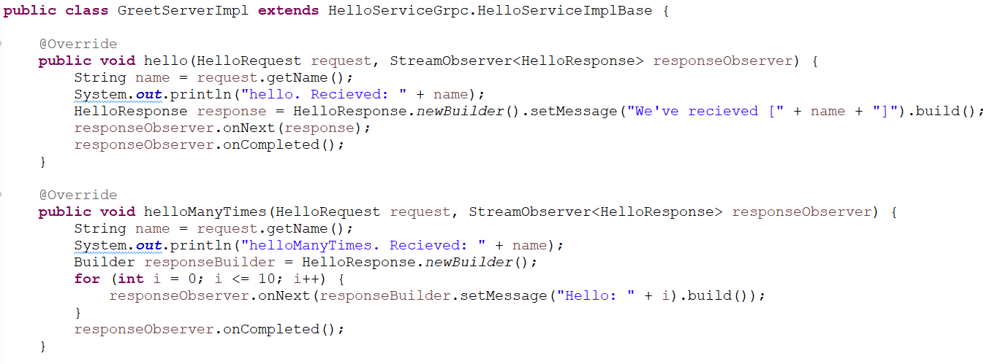 public class GreetServerImpl extends HelloServiceGrpc.HelloServiceImplBase {
@Override
public void hello(HelloRequest request, StreamObserver<HelloResponse> responseObserver) {
String name = request.getName();
System.out.println("hello. Recieved: " + name);
HelloResponse response = HelloResponse.newBuilder().setMessage("We've recieved [" + name + "]").build();
responseObserver.onNext(response);
responseObserver.onCompleted();
}
@Override
public void helloManyTimes(HelloRequest request, StreamObserver<HelloResponse> responseObserver) {
String name = request.getName();
System.out.println("helloManyTimes. Recieved: " + name);
Builder responseBuilder = HelloResponse.newBuilder();
for (int i = 0; i <= 10; i++) {
responseObserver.onNext(responseBuilder.setMessage("Hello: " + i).build());
}
responseObserver.onCompleted();
}